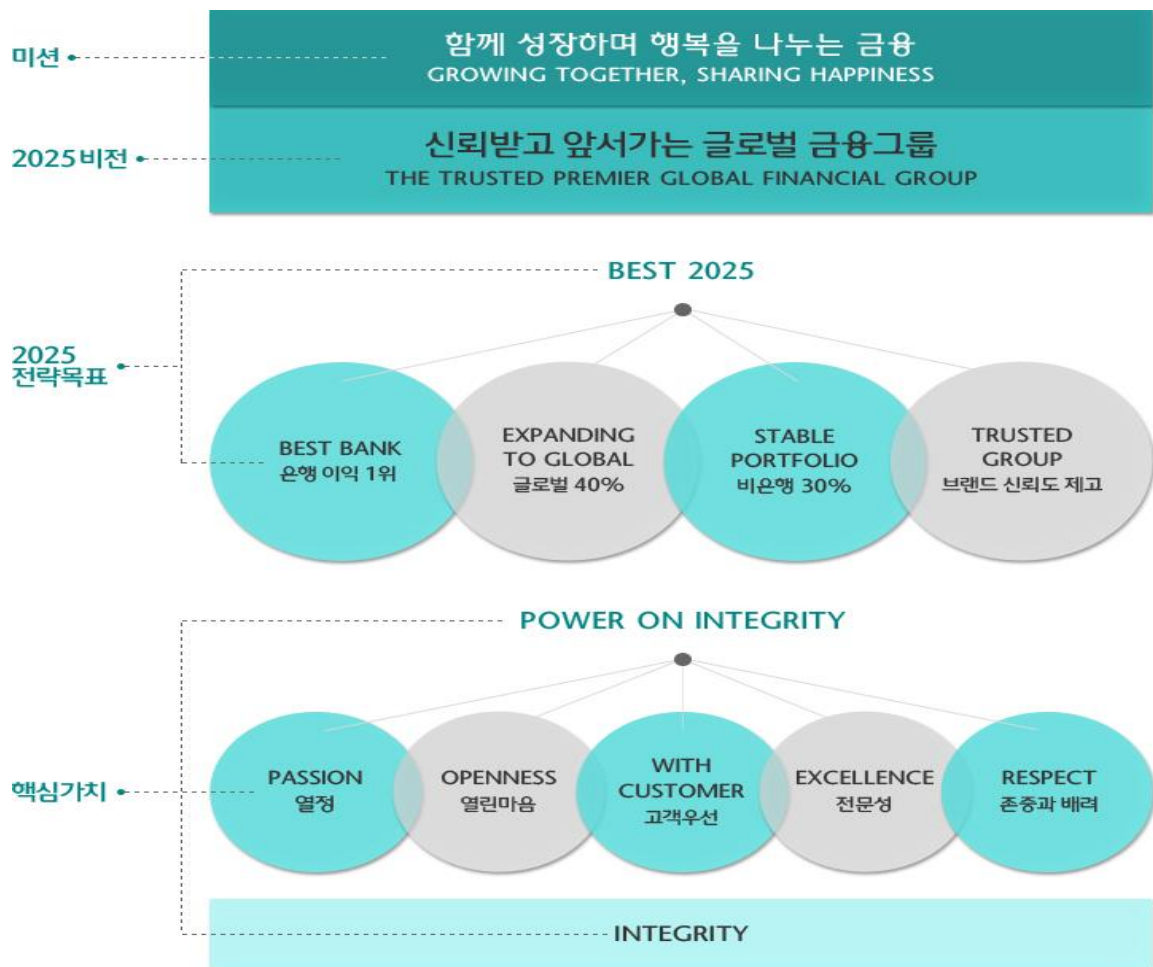 미션
함께 성장하며 행복을 나누는 금융
GROWING TOGETHER, SHARING HAPPINESS
2025 비전
신뢰받고 앞서가는 글로벌 금융그룹
THE TRUSTED PREMIER GLOBAL FINANCIAL GROUP
BEST 2025
2025
전략목표
BEST BANK
은행 이익 1위
EXPANDING
TO GLOBAL
글로벌 40%
STABLE
PORTFOLIO
비은행 30%
TRUSTED
GROUP
브랜드 신뢰도 제고
POWER ON INTEGRITY
핵심가치
PASSION
열정
OPENNESS
열린마음
WITH
CUSTOMER
고객우선
EXCELLENCE
전문성
RESPECT
존중과 배려
INTEGRITY